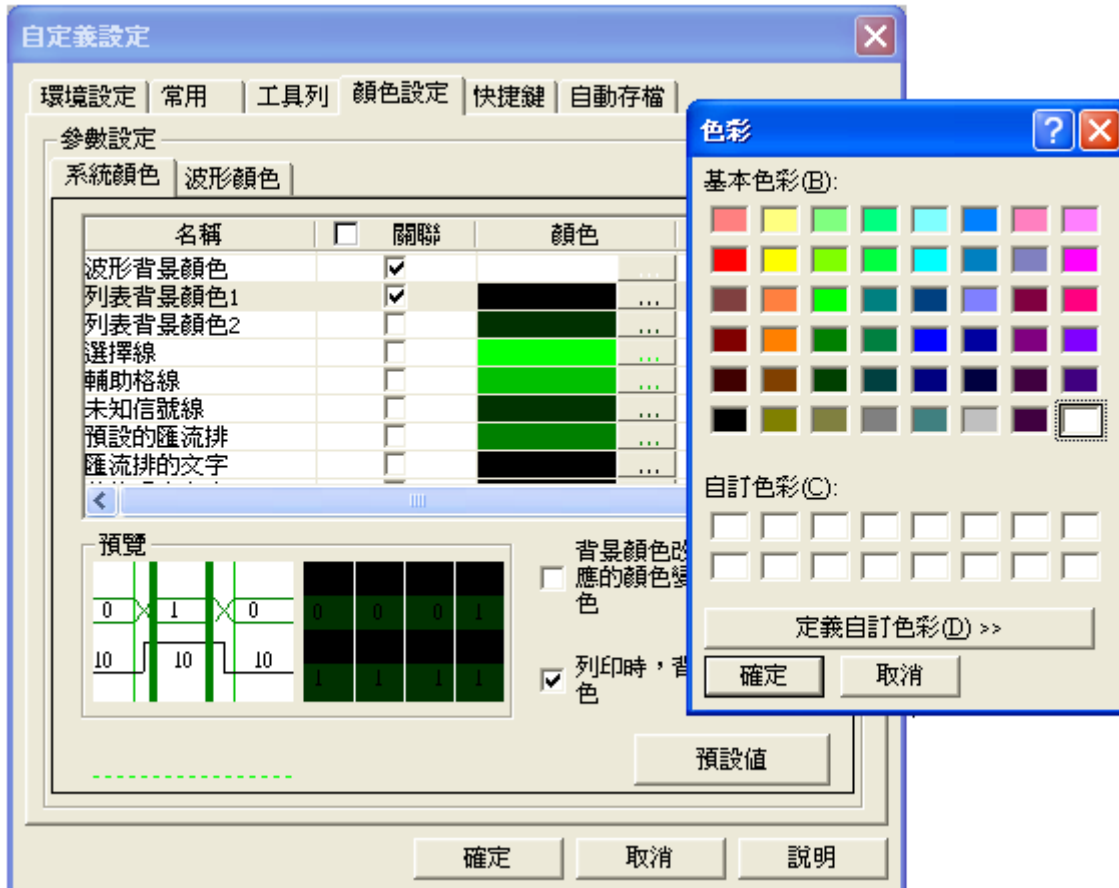 自定義設定
環境設定 常用 工具列 顏色設定 快捷鍵 自動存檔
參數設定
系統顏色 波形顏色
名稱 關聯 顏色
波形背景顏色 ...
列表背景顏色1 ...
列表背景顏色2 ...
選擇線 ...
輔助格線 ...
未知信號線 ...
預設的匯流排 ...
匯流排的文字 ...
預覽
0 1 0
10 10 10
0 0 0 1
1 1 1 1
背景顏色改
應的顏色變
色
列印時，背
色
預設值
確定 取消 說明
色彩
基本色彩(B):
自訂色彩(C):
定義自訂色彩(D) >>
確定 取消